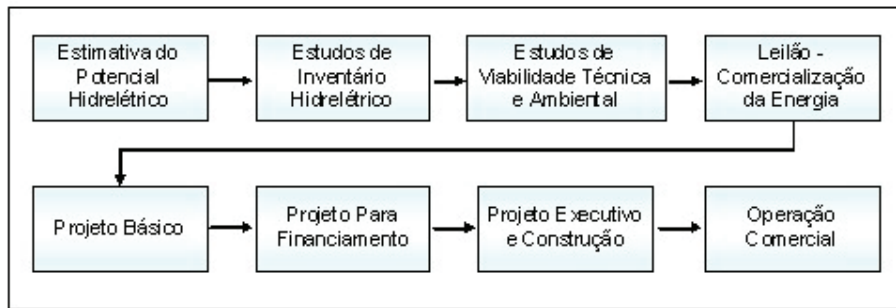 Estimativa do
Potencial
Hidrelétrico
Estudos de
Inventário
Hidrelétrico
Estudos de
Viabilidade Técnica
e Ambiental
Leilão -
Comercialização
da Energia
Projeto Básico
Projeto Para
Financiamento
Projeto Executivo
e Construção
Operação
Comercial